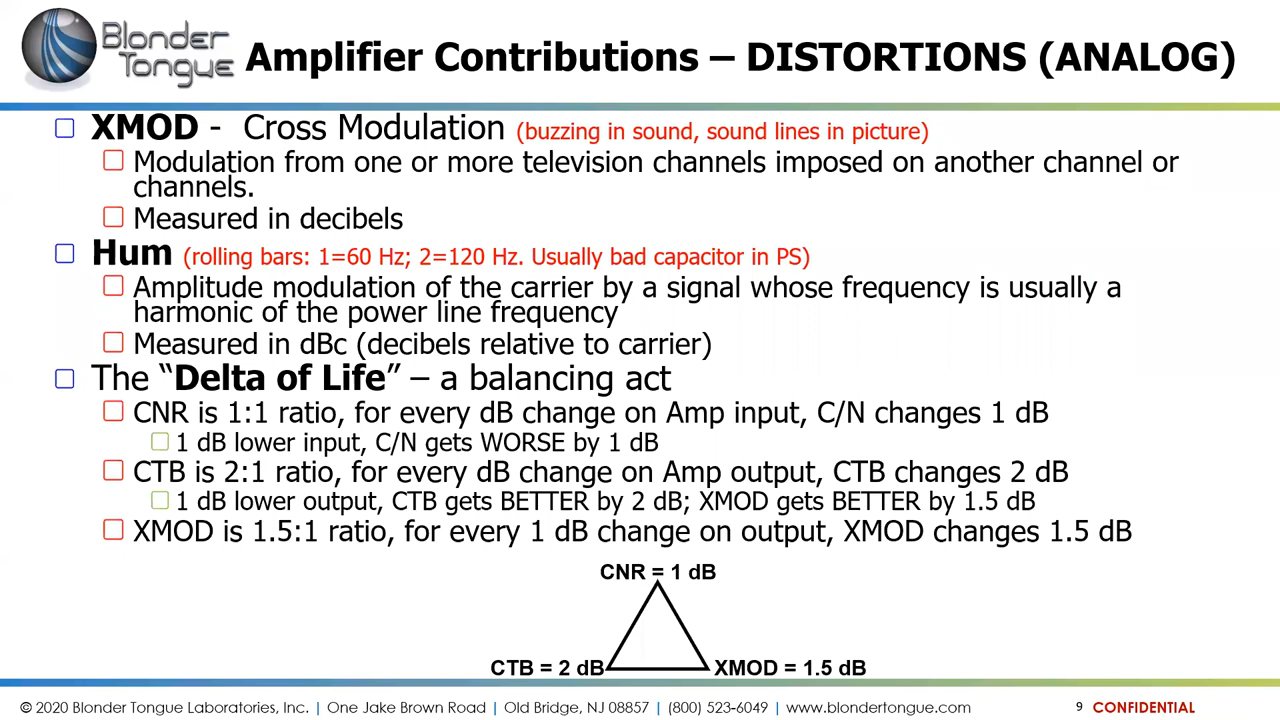 Blonder
Tongue
Amplifier Contributions – DISTORTIONS (ANALOG)
XMOD - Cross Modulation (buzzing in sound, sound lines in picture)
Modulation from one or more television channels imposed on another channel or
channels.
Measured in decibels
Hum (rolling bars: 1=60 Hz; 2=120 Hz. Usually bad capacitor in PS)
Amplitude modulation of the carrier by a signal whose frequency is usually a
harmonic of the power line frequency
Measured in dBc (decibels relative to carrier)
The “Delta of Life” – a balancing act
CNR is 1:1 ratio, for every dB change on Amp input, C/N changes 1 dB
1 dB lower input, C/N gets WORSE by 1 dB
CTB is 2:1 ratio, for every dB change on Amp output, CTB changes 2 dB
1 dB lower output, CTB gets BETTER by 2 dB; XMOD gets BETTER by 1.5 dB
XMOD is 1.5:1 ratio, for every 1 dB change on output, XMOD changes 1.5 dB
CNR = 1 dB
CTB = 2 dB XMOD = 1.5 dB
© 2020 Blonder Tongue Laboratories, Inc. | One Jake Brown Road | Old Bridge, NJ 08857 | (800) 523-6049 | www.blondertongue.com 9 CONFIDENTIAL